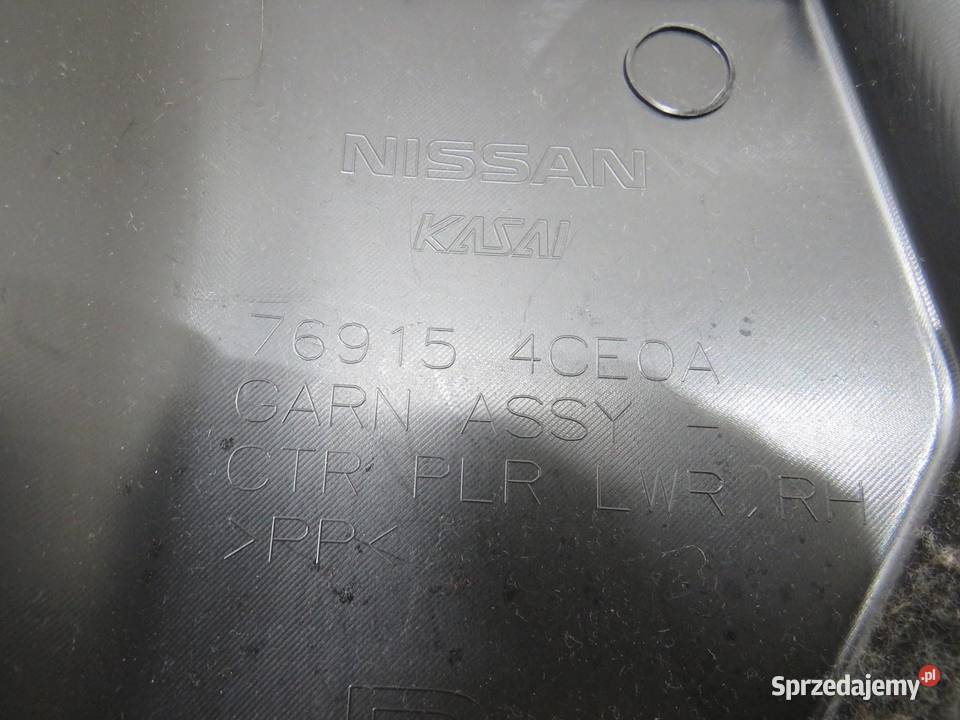 NISSAN
KASAI
76915 4CE0A
GARN ASSY -
CTR PLR LWR,RH
>PP<
Sprzedajemy.pl